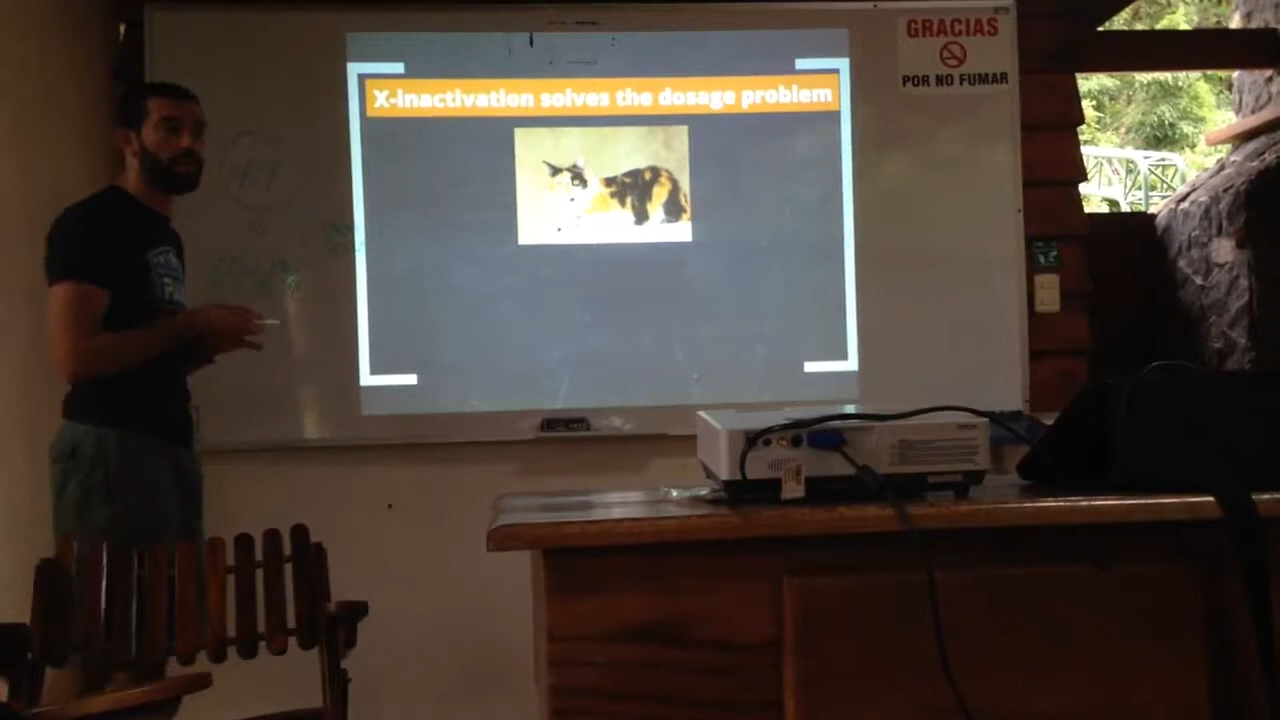 X-inactivation solves the dosage problem
GRACIAS
POR NO FUMAR